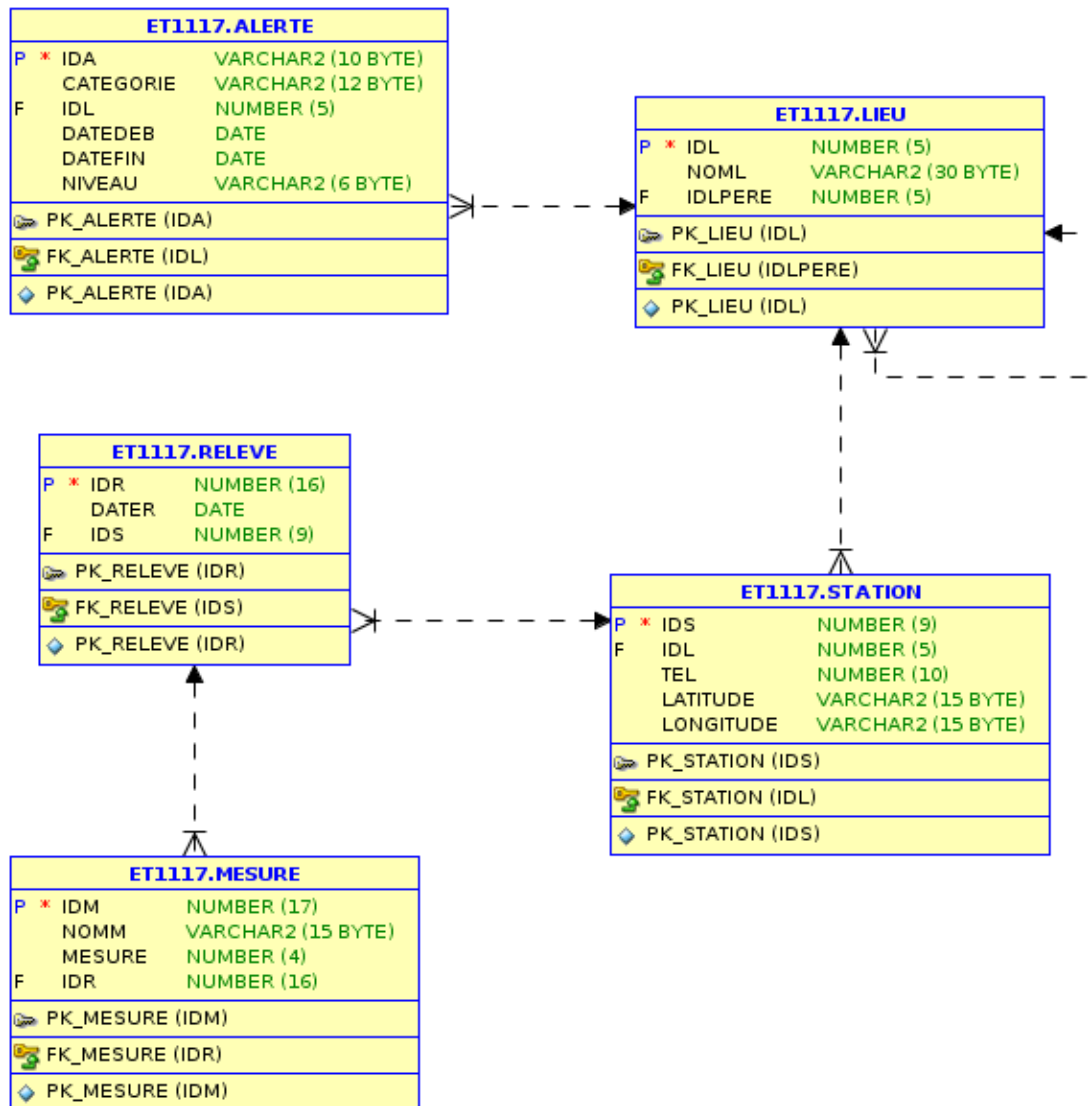 ET1117.ALERTE
P * IDA VARCHAR2 (10 BYTE)
CATEGORIE VARCHAR2 (12 BYTE)
F IDL NUMBER (5)
DATEDEB DATE
DATEFIN DATE
NIVEAU VARCHAR2 (6 BYTE)
PK_ALERTE (IDA)
FK_ALERTE (IDL)
PK_ALERTE (IDA)
ET1117.LIEU
P * IDL NUMBER (5)
NOML VARCHAR2 (30 BYTE)
F IDLPERE NUMBER (5)
PK_LIEU (IDL)
FK_LIEU (IDLPERE)
PK_LIEU (IDL)
ET1117.RELEVE
P * IDR NUMBER (16)
DATER DATE
F IDS NUMBER (9)
PK_RELEVE (IDR)
FK_RELEVE (IDS)
PK_RELEVE (IDR)
ET1117.STATION
P * IDS NUMBER (9)
F IDL NUMBER (5)
TEL NUMBER (10)
LATITUDE VARCHAR2 (15 BYTE)
LONGITUDE VARCHAR2 (15 BYTE)
PK_STATION (IDS)
FK_STATION (IDL)
PK_STATION (IDS)
ET1117.MESURE
P * IDM NUMBER (17)
NOMM VARCHAR2 (15 BYTE)
MESURE NUMBER (4)
F IDR NUMBER (16)
PK_MESURE (IDM)
FK_MESURE (IDR)
PK_MESURE (IDM)